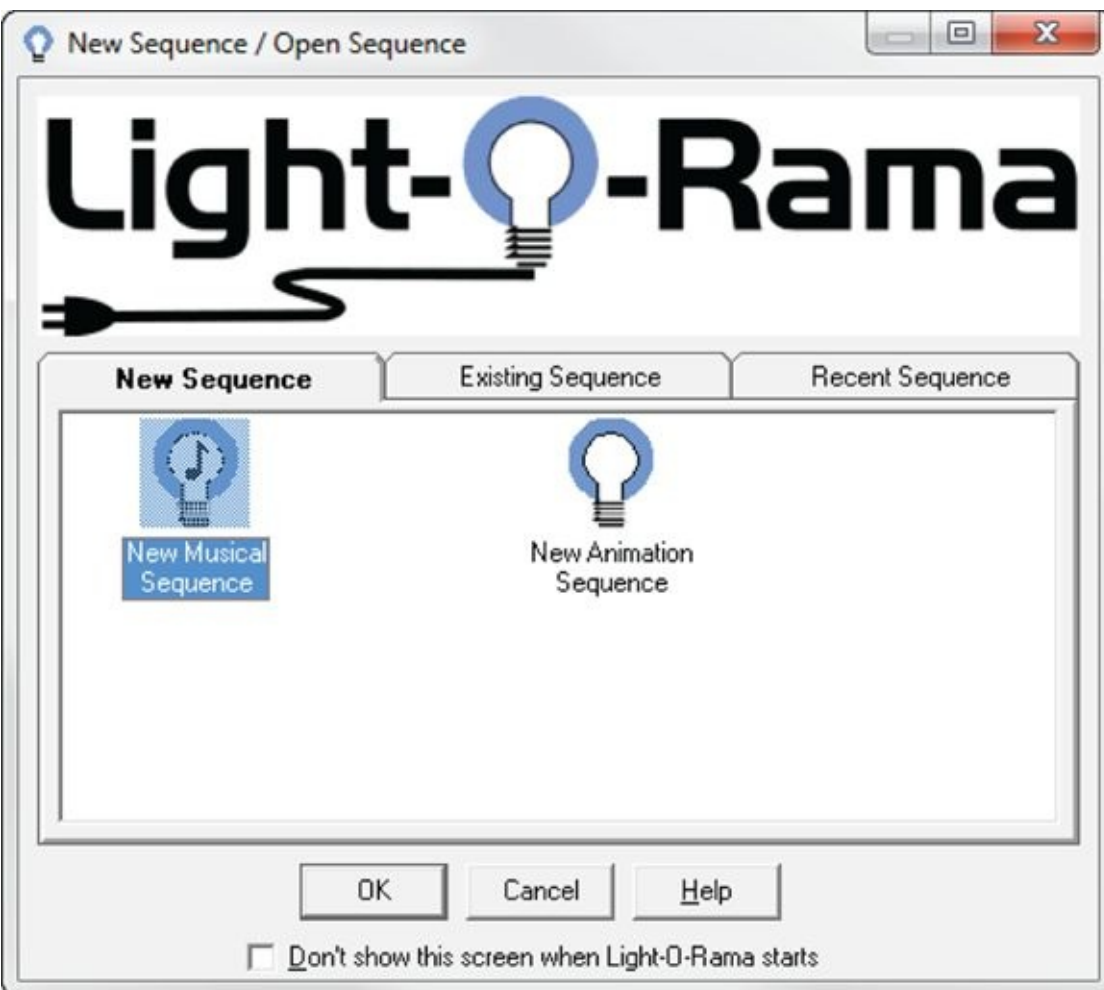 New Sequence / Open Sequence
Light-O-Rama
New Sequence
Existing Sequence
Recent Sequence
New Musical
Sequence
New Animation
Sequence
OK
Cancel
Help
Don't show this screen when Light-O-Rama starts